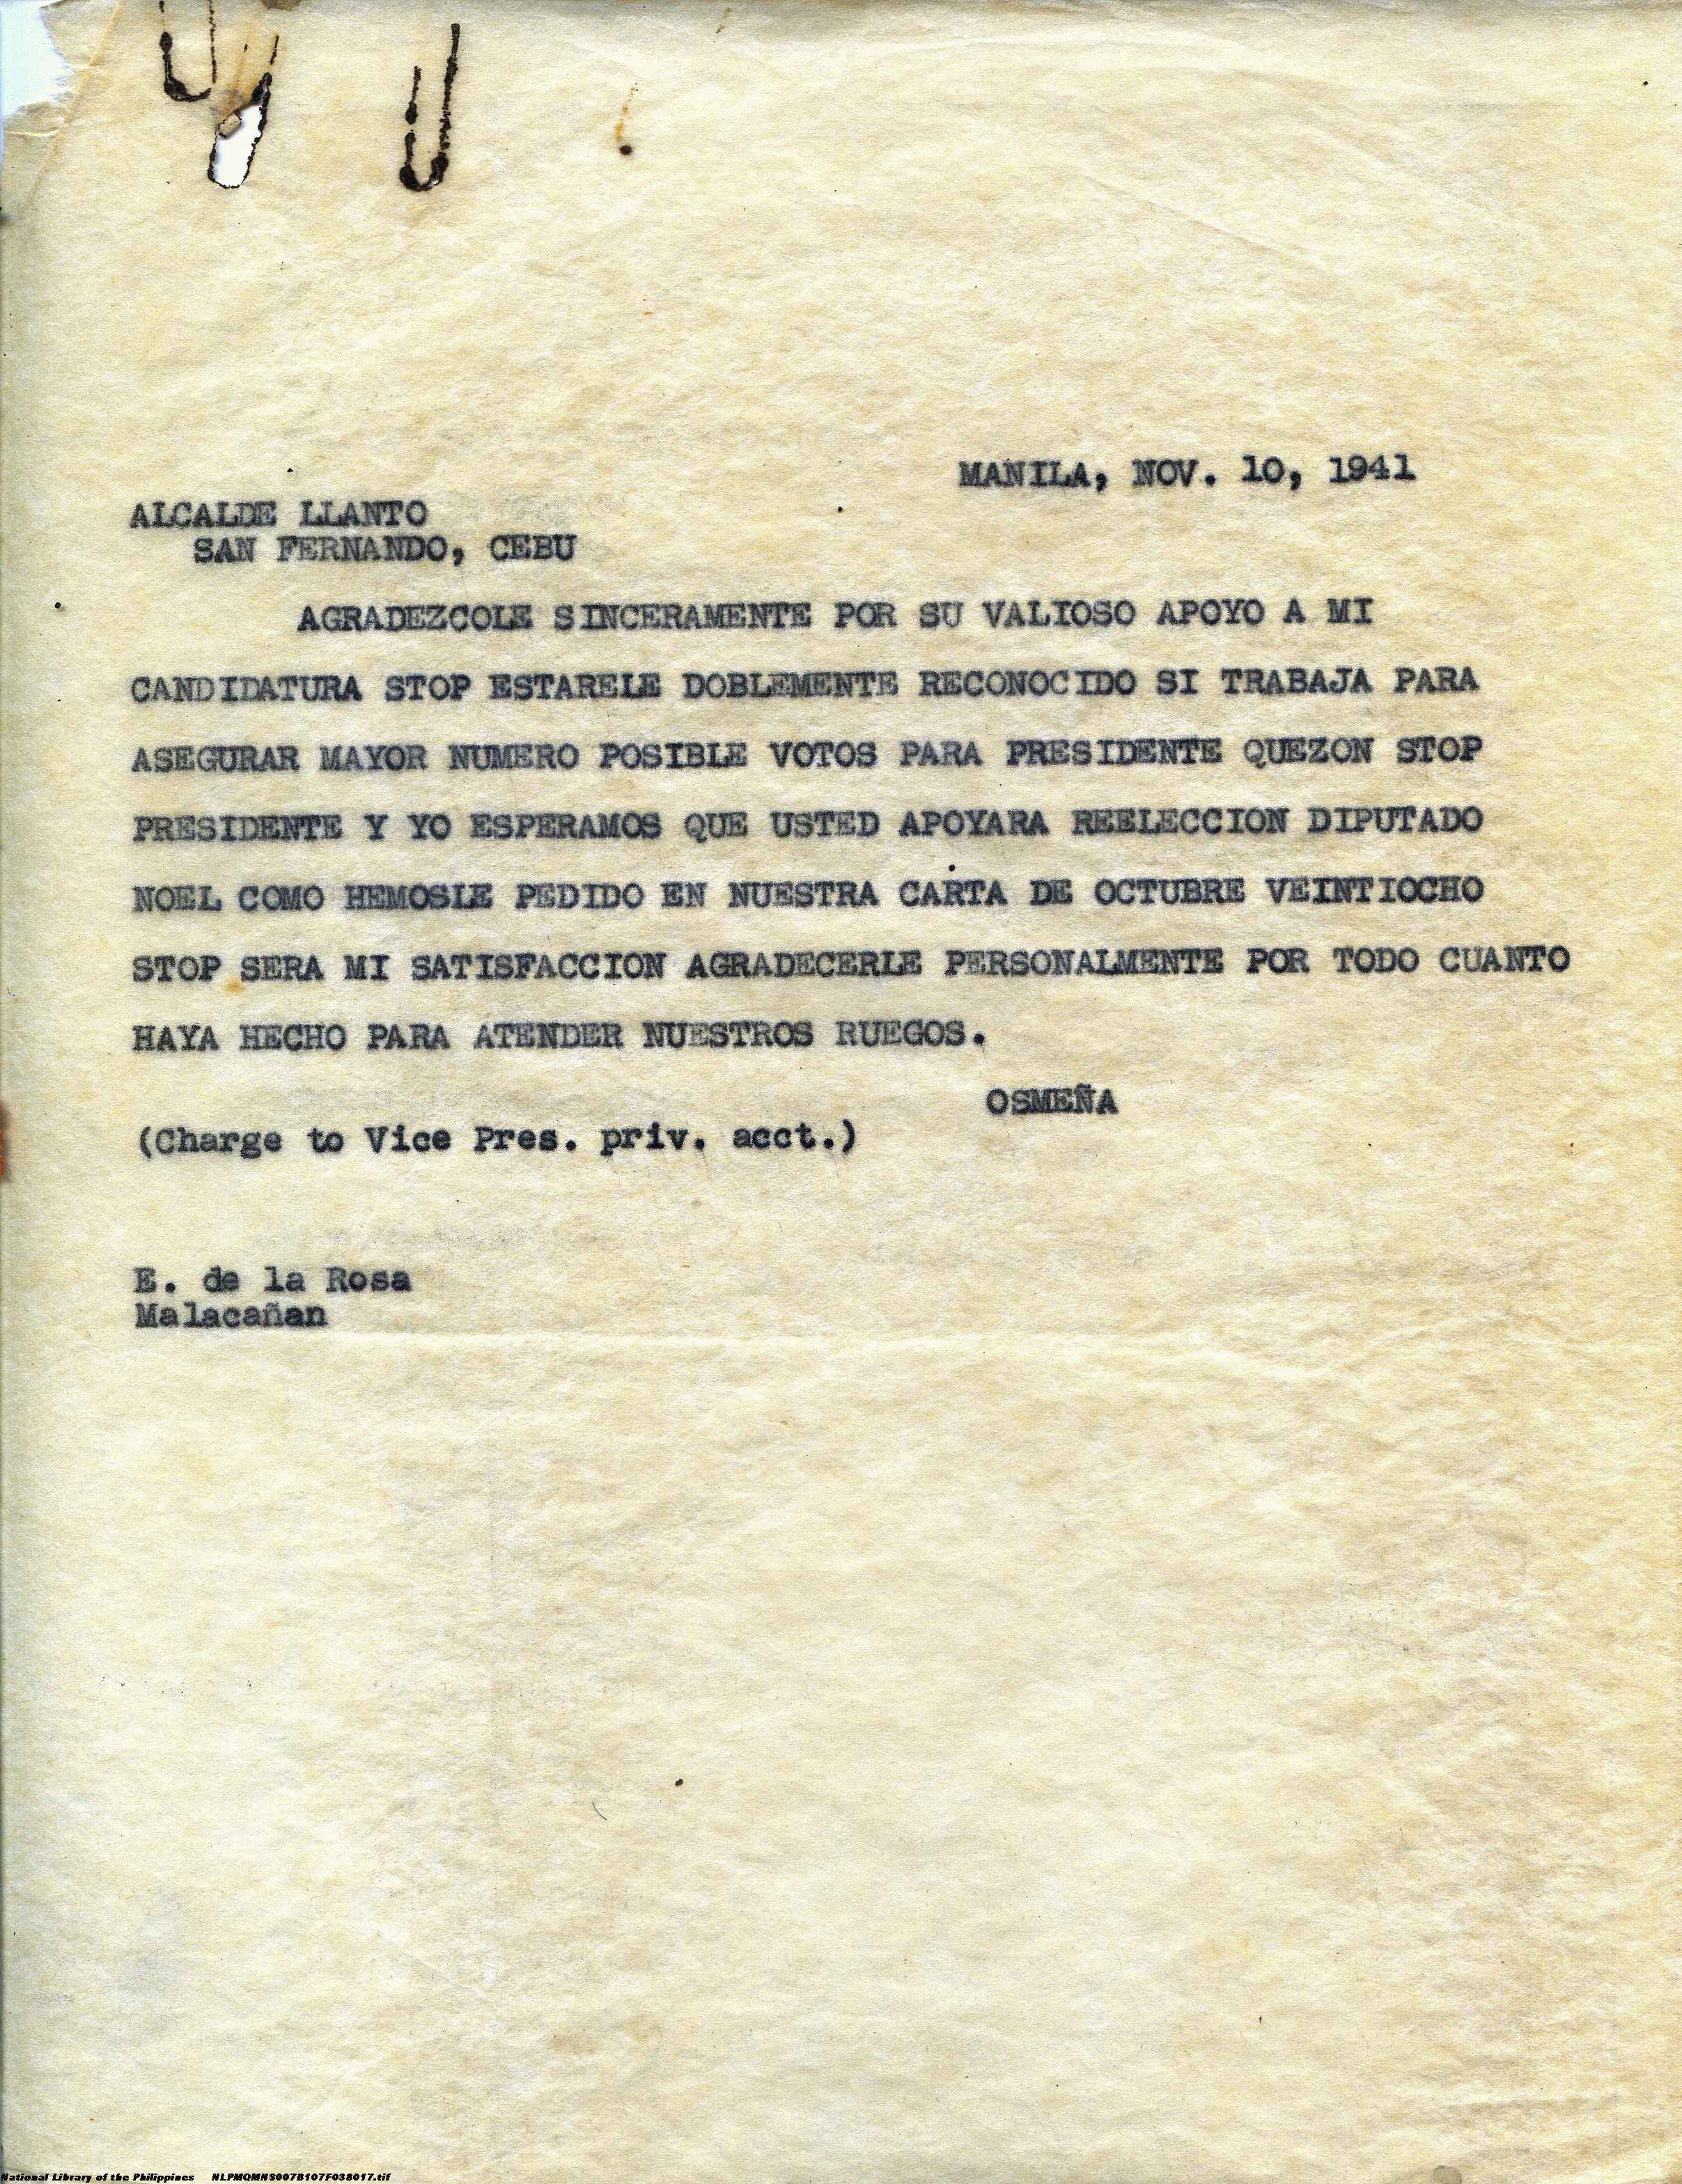 MANILA, NOV. 10, 1941
ALCALDE LLANTO
SAN FERNANDO, CEBU
AGRADEZCOLE SINCERAMENTE POR SU VALIOSO APOYO A MI
CANDIDATURA STOP ESTARELE DOBLEMENTE RECONOCIDO SI TRABAJA PARA
ASEGURAR MAYOR NUMERO POSIBLE VOTOS PARA PRESIDENTE QUEZON STOP
PRESIDENTE Y YO ESPERAMOS QUE USTED APOYARA REELECCION DIPUTADO
NOEL COMO HEMOSLE PEDIDO EN NUESTRA CARTA DE OCTUBRE VEINTIOCHO
STOP SERA MI SATISFACCION AGRADECERLE PERSONALMENTE POR TODO CUANTO
HAYA HECHO PARA ATENDER NUESTROS RUEGOS.
OSMEÑA
(Charge to Vice Pres. priv. acct.)
E. de la Rosa
Malacañan
National Library of the Philippines NLPMQMNS007B107F038017.tif